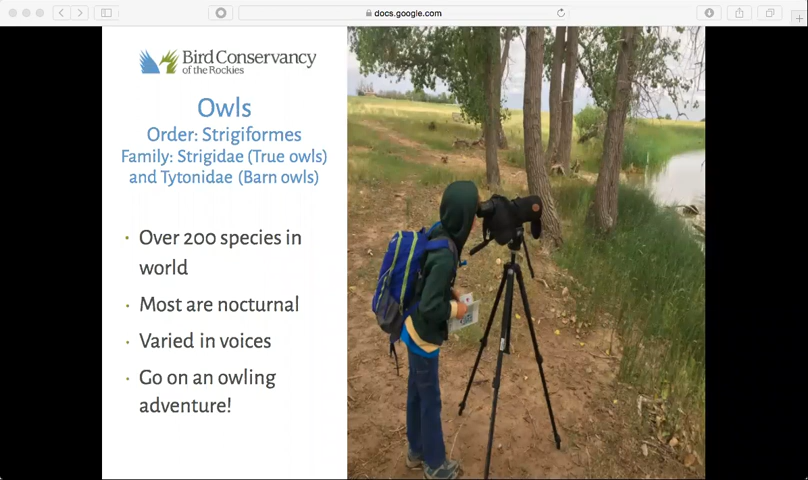 docs.google.com
Bird Conservancy
of the Rockies
Owls
Order: Strigiformes
Family: Strigidae (True owls)
and Tytonidae (Barn owls)
• Over 200 species in
world
• Most are nocturnal
• Varied in voices
• Go on an owling
adventure!